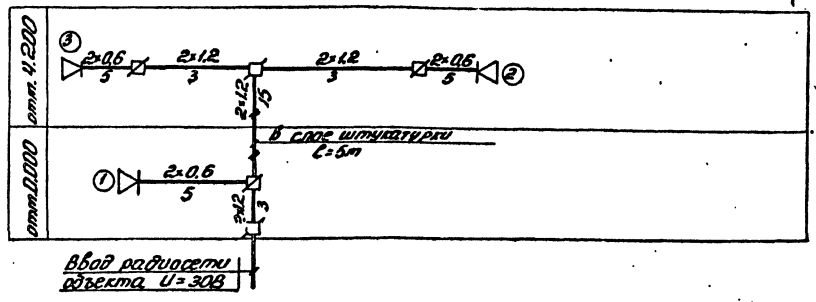 отм. 4.200
③
2×0,6
5
2×1,2
3
2×1,2
3
2×0,6
5
②
2×1,2
15
В слое штукатурки
ℓ=5м
отм.0.000
①
2×0,6
5
2×1,2
3
Ввод радиосети
объекта, U=30В